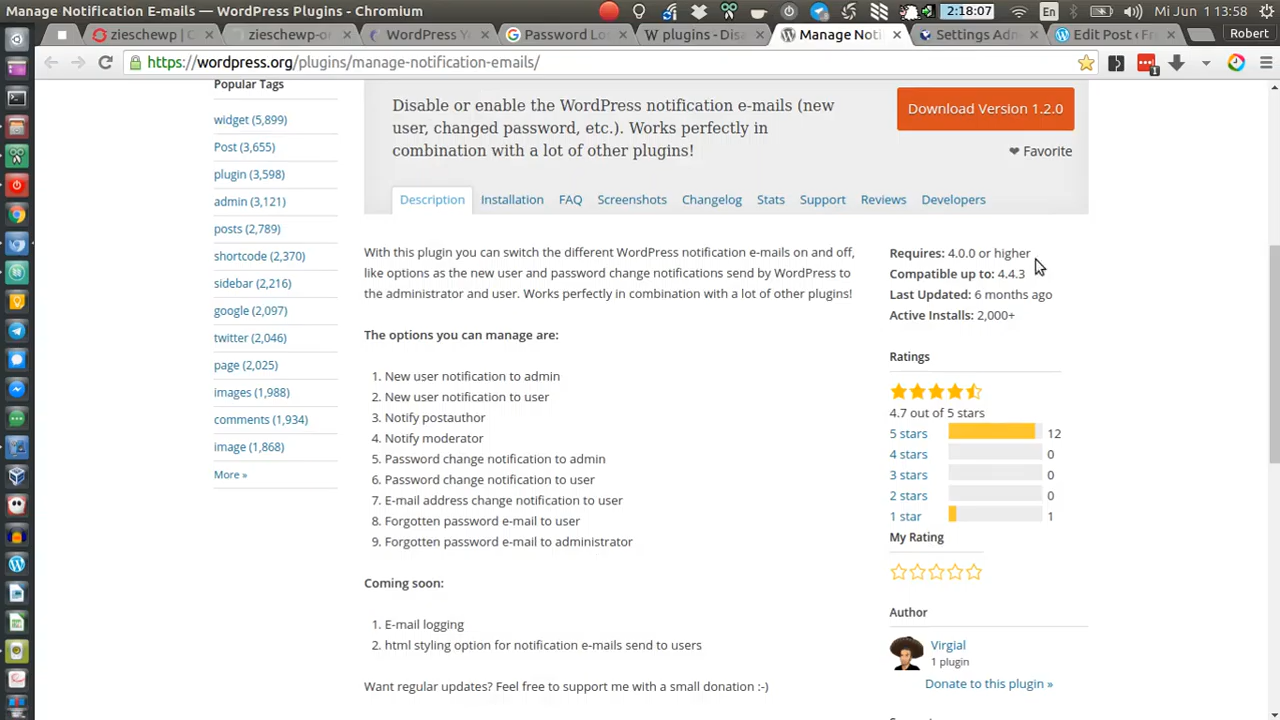 Manage Notification E-mails — WordPress Plugins - Chromium
2:18:07
En
Mi Jun 1 13:58
zieschewp | C
zieschewp-or
WordPress Ya
Password Lo
plugins - Disa
Manage Noti
Settings Adm
Edit Post ‹ Fr
Robert
https://wordpress.org/plugins/manage-notification-emails/
1
Popular Tags
widget (5,899)
Post (3,655)
plugin (3,598)
admin (3,121)
posts (2,789)
shortcode (2,370)
sidebar (2,216)
google (2,097)
twitter (2,046)
page (2,025)
images (1,988)
comments (1,934)
image (1,868)
More »
Disable or enable the WordPress notification e-mails (new
user, changed password, etc.). Works perfectly in
combination with a lot of other plugins!
Download Version 1.2.0
❤ Favorite
Description Installation FAQ Screenshots Changelog Stats Support Reviews Developers
With this plugin you can switch the different WordPress notification e-mails on and off,
like options as the new user and password change notifications send by WordPress to
the administrator and user. Works perfectly in combination with a lot of other plugins!
The options you can manage are:
1. New user notification to admin
2. New user notification to user
3. Notify postauthor
4. Notify moderator
5. Password change notification to admin
6. Password change notification to user
7. E-mail address change notification to user
8. Forgotten password e-mail to user
9. Forgotten password e-mail to administrator
Coming soon:
1. E-mail logging
2. html styling option for notification e-mails send to users
Want regular updates? Feel free to support me with a small donation :-)
Requires: 4.0.0 or higher
Compatible up to: 4.4.3
Last Updated: 6 months ago
Active Installs: 2,000+
Ratings
4.7 out of 5 stars
5 stars 12
4 stars 0
3 stars 0
2 stars 0
1 star 1
My Rating
Author
Virgial
1 plugin
Donate to this plugin »